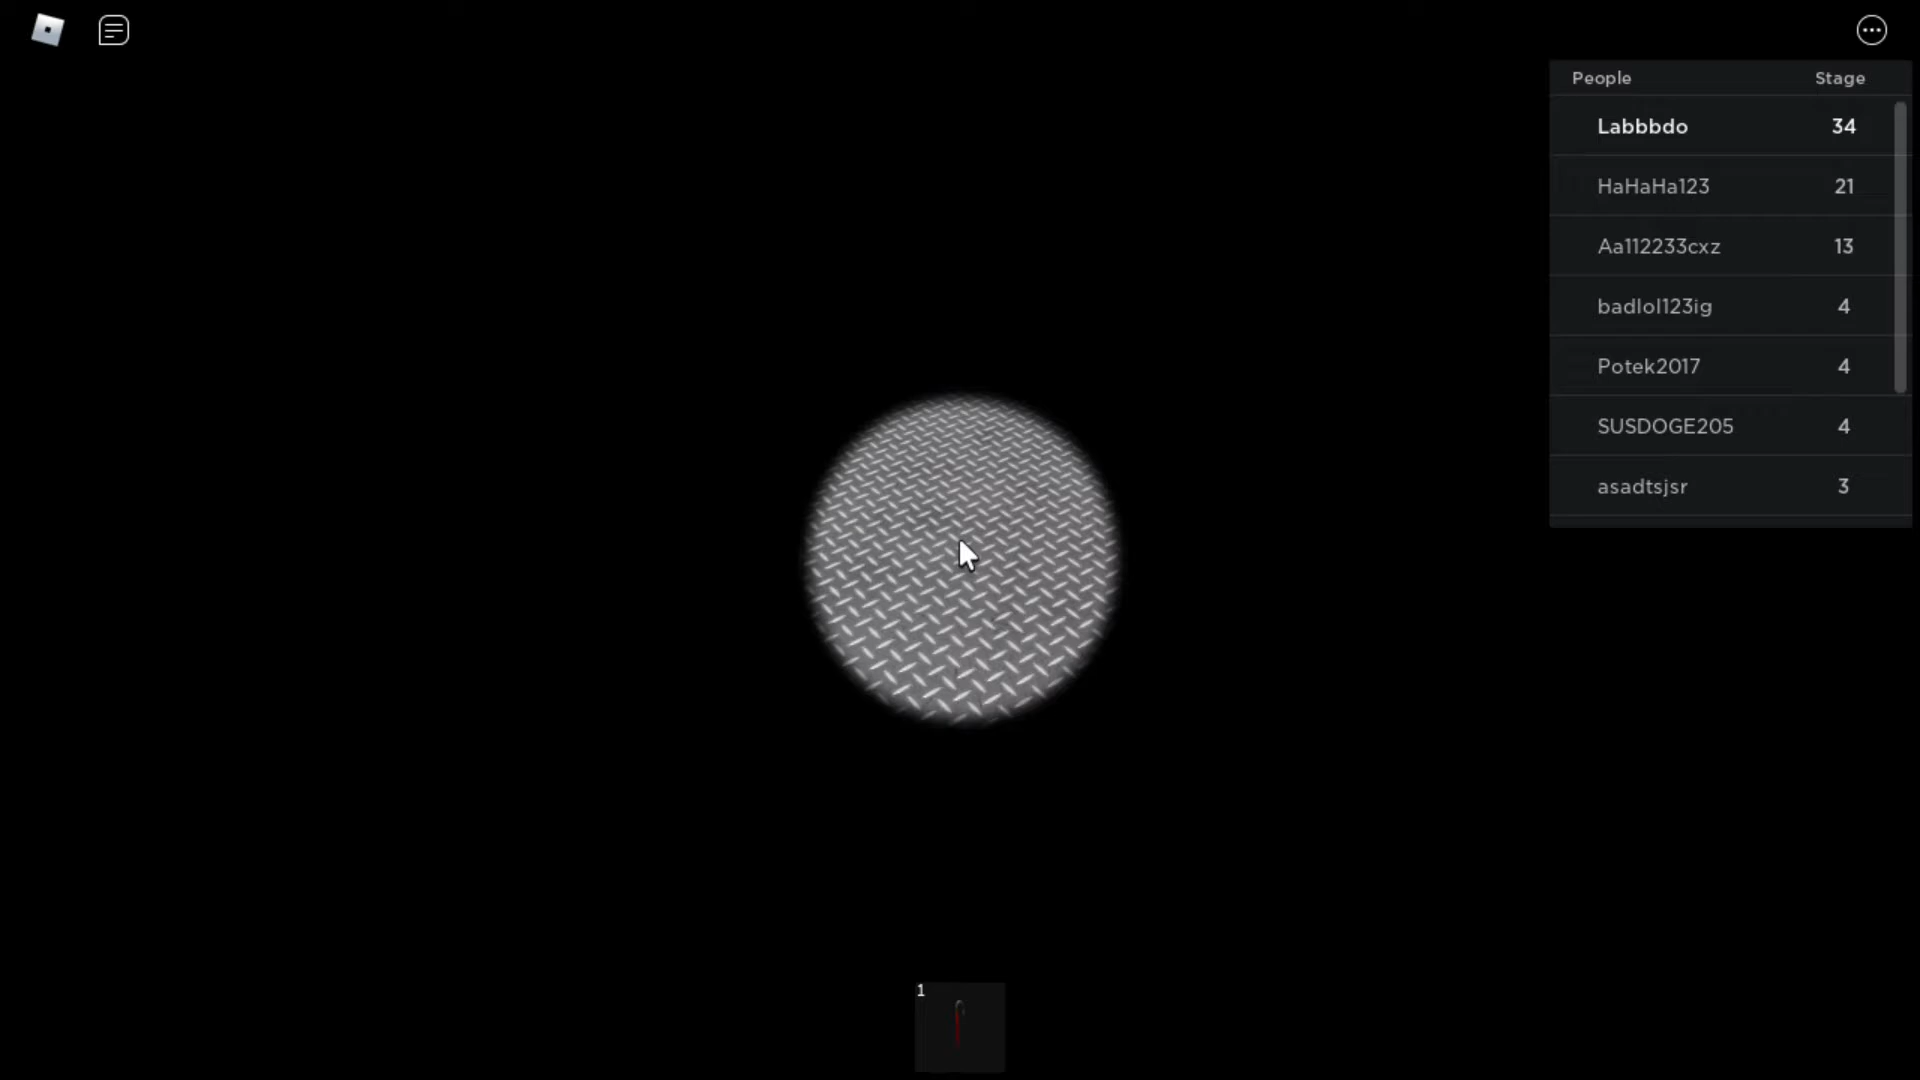 People Stage
Labbbdo 34
HaHaHa123 21
Aa112233cxz 13
badlol123ig 4
Potek2017 4
SUSDOGE205 4
asadtsjsr 3
1